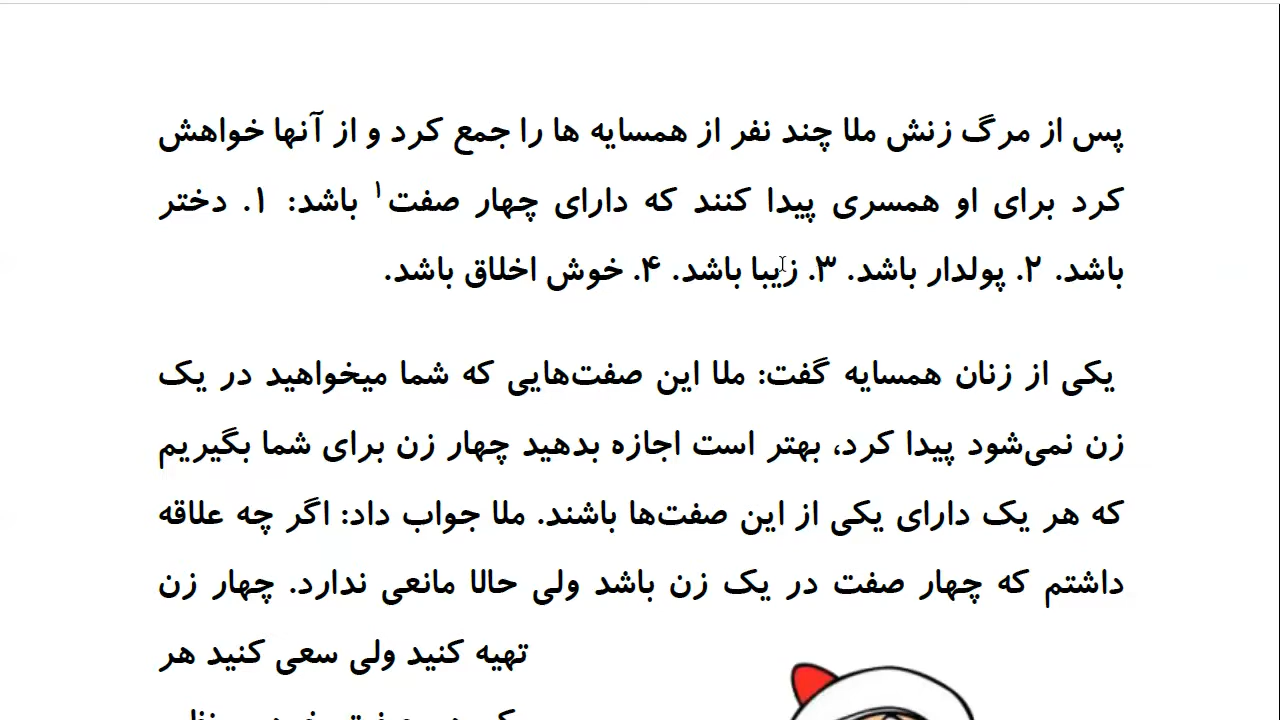 پس از مرگ زنش ملا چند نفر از همسایه ها را جمع کرد و از آنها خواهش
کرد برای او همسری پیدا کنند که دارای چهار صفت۱ باشد: ۱. دختر
باشد. ۲. پولدار باشد. ۳. زیبا باشد. ۴. خوش اخلاق باشد.
یکی از زنان همسایه گفت: ملا این صفت‌هایی که شما میخواهید در یک
زن نمی‌شود پیدا کرد، بهتر است اجازه بدهید چهار زن برای شما بگیریم
که هر یک دارای یکی از این صفت‌ها باشند. ملا جواب داد: اگر چه علاقه
داشتم که چهار صفت در یک زن باشد ولی حالا مانعی ندارد. چهار زن
تهیه کنید ولی سعی کنید هر